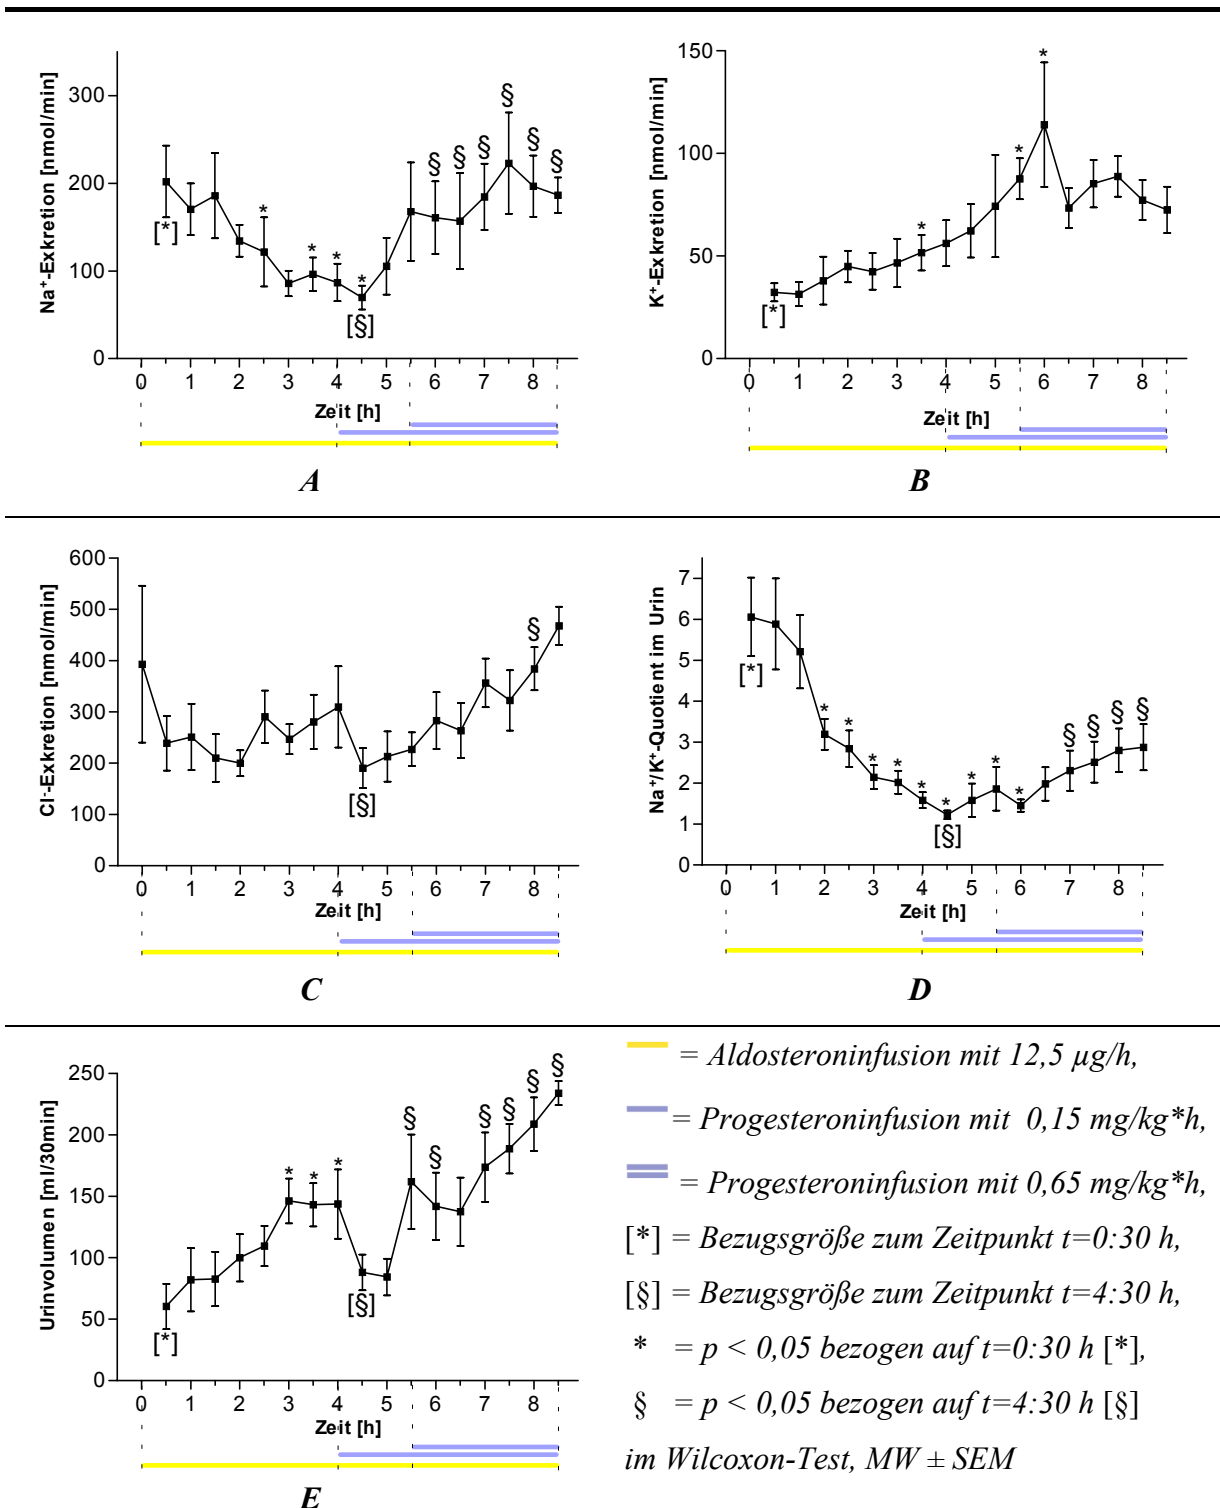 Na⁺-Exkretion [nmol/min]
300
200
100
0
[*]
*
*
*
*
[§]
§
§
§
§
§
§
0 1 2 3 4 5 6 7 8
Zeit [h]
A
K⁺-Exkretion [nmol/min]
150
100
50
0
[*]
*
*
*
0 1 2 3 4 5 6 7 8
Zeit [h]
B
Cl⁻-Exkretion [nmol/min]
600
500
400
300
200
100
0
[§]
§
0 1 2 3 4 5 6 7 8
Zeit [h]
C
Na⁺/K⁺-Quotient im Urin
7
6
5
4
3
2
1
0
[*]
*
*
*
*
*
*
[§]
*
*
*
§
§
§
§
0 1 2 3 4 5 6 7 8
Zeit [h]
D
Urinvolumen [ml/30min]
250
200
150
100
50
0
[*]
*
*
*
[§]
§
§
§
§
§
§
0 1 2 3 4 5 6 7 8
Zeit [h]
E
= Aldosteroninfusion mit 12,5 µg/h,
= Progesteroninfusion mit 0,15 mg/kg*h,
= Progesteroninfusion mit 0,65 mg/kg*h,
[*] = Bezugsgröße zum Zeitpunkt t=0:30 h,
[§] = Bezugsgröße zum Zeitpunkt t=4:30 h,
* = p < 0,05 bezogen auf t=0:30 h [*],
§ = p < 0,05 bezogen auf t=4:30 h [§]
im Wilcoxon-Test, MW ± SEM